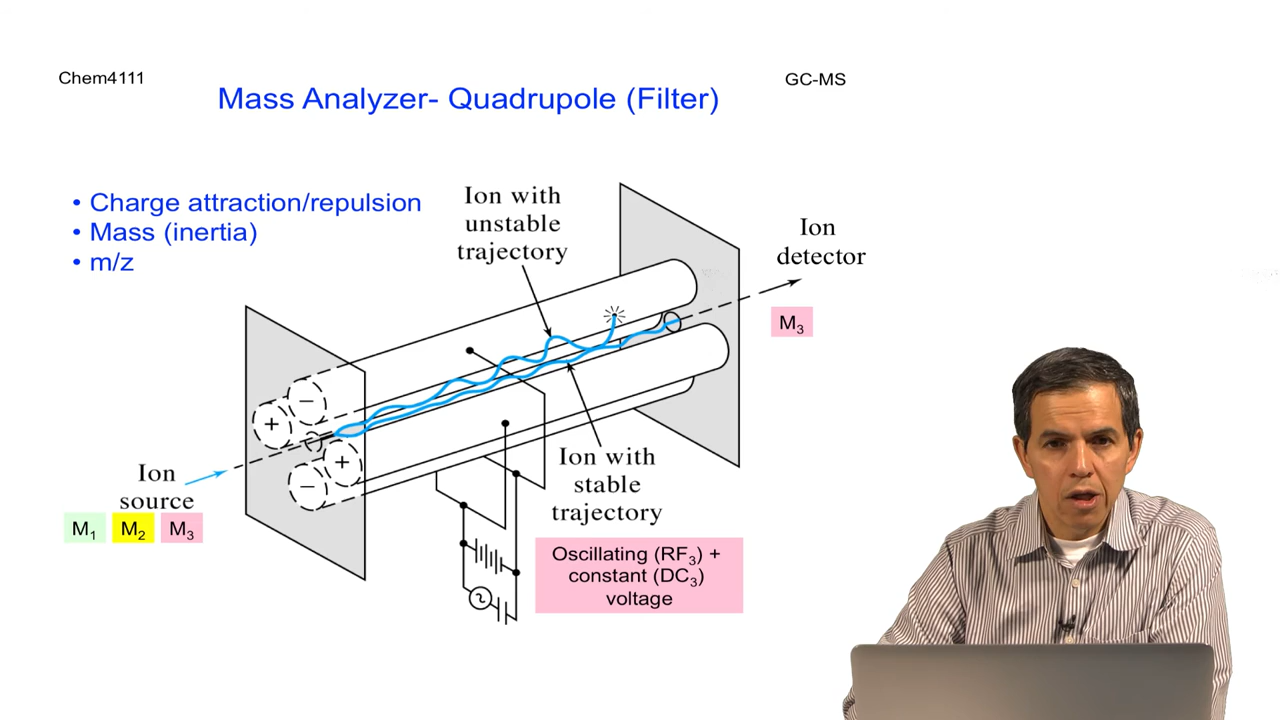 Chem4111
GC-MS
Mass Analyzer- Quadrupole (Filter)
• Charge attraction/repulsion
• Mass (inertia)
• m/z
Ion with
unstable
trajectory
Ion
detector
M₃
−
+
+
−
Ion
source
M₁ M₂ M₃
Ion with
stable
trajectory
Oscillating (RF₃) +
constant (DC₃)
voltage